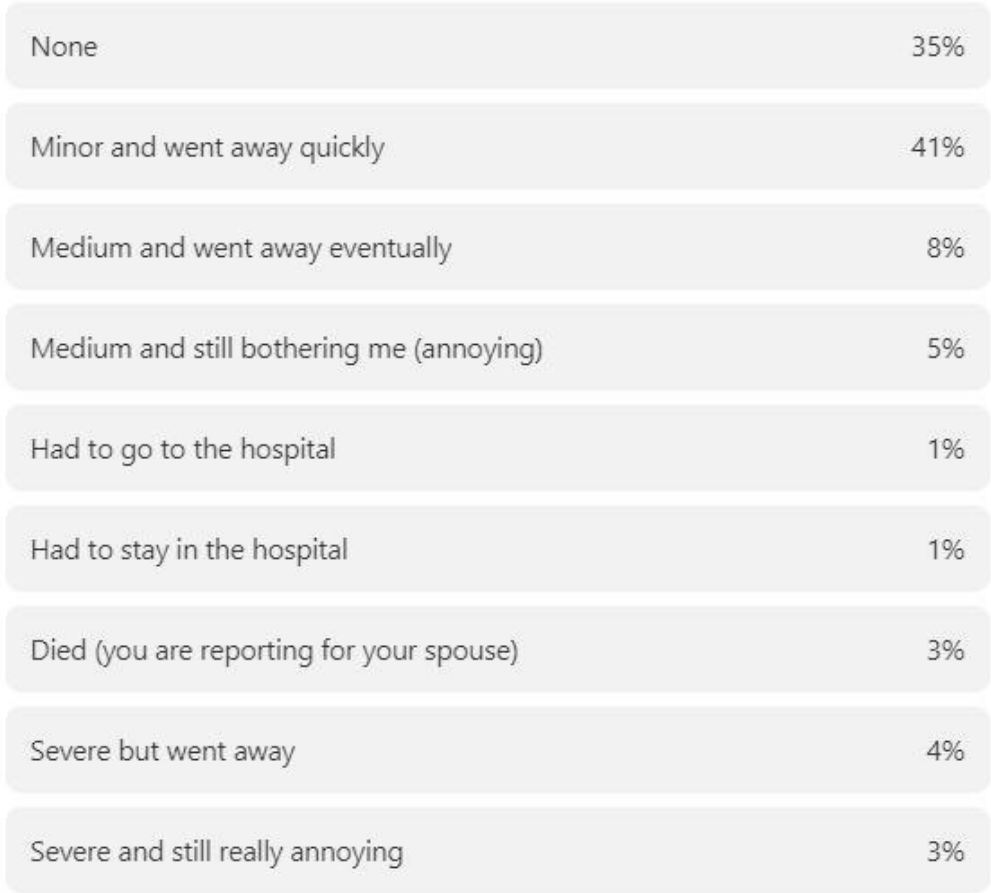 None 35%
Minor and went away quickly 41%
Medium and went away eventually 8%
Medium and still bothering me (annoying) 5%
Had to go to the hospital 1%
Had to stay in the hospital 1%
Died (you are reporting for your spouse) 3%
Severe but went away 4%
Severe and still really annoying 3%